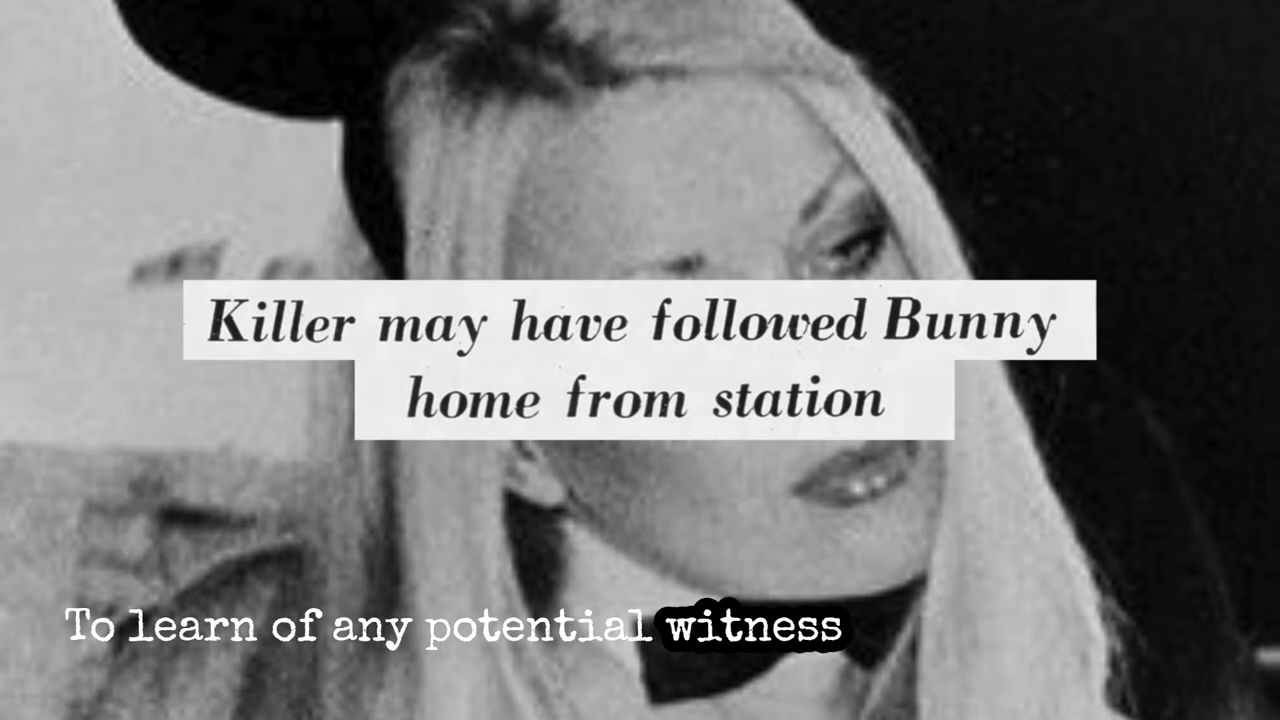 Killer may have followed Bunny
home from station
To learn of any potential witness